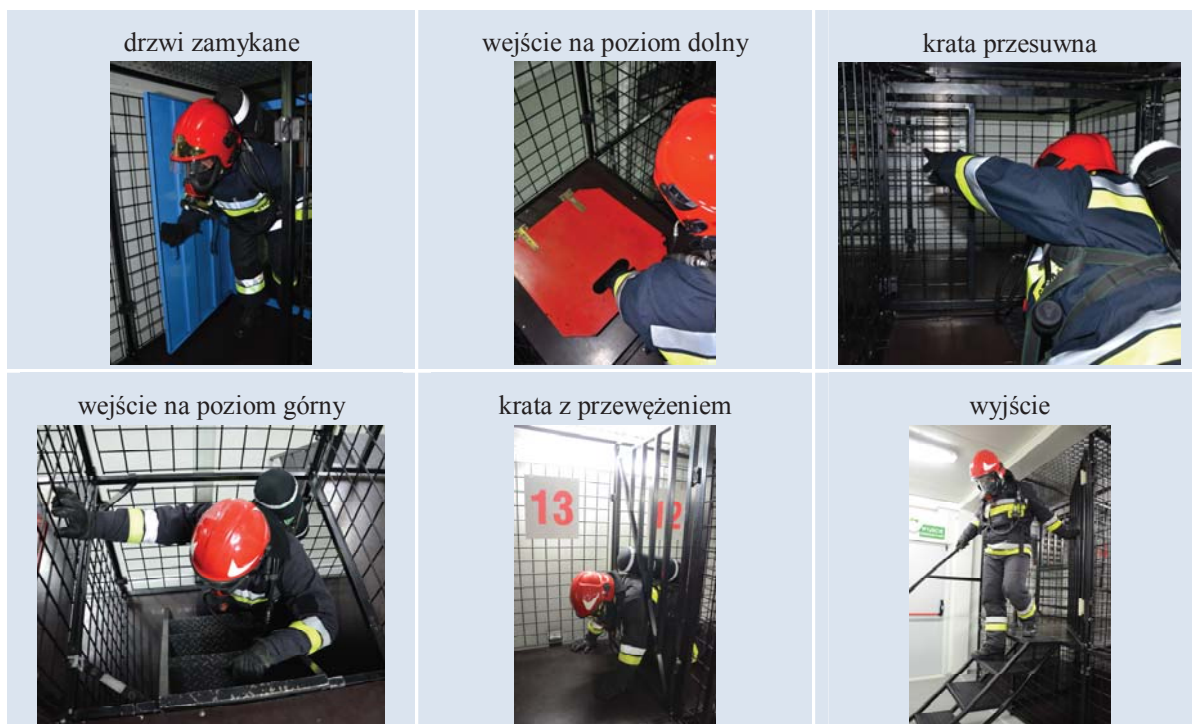 drzwi zamykane
wejście na poziom dolny
krata przesuwna
wejście na poziom górny
krata z przewężeniem
wyjście
13
12